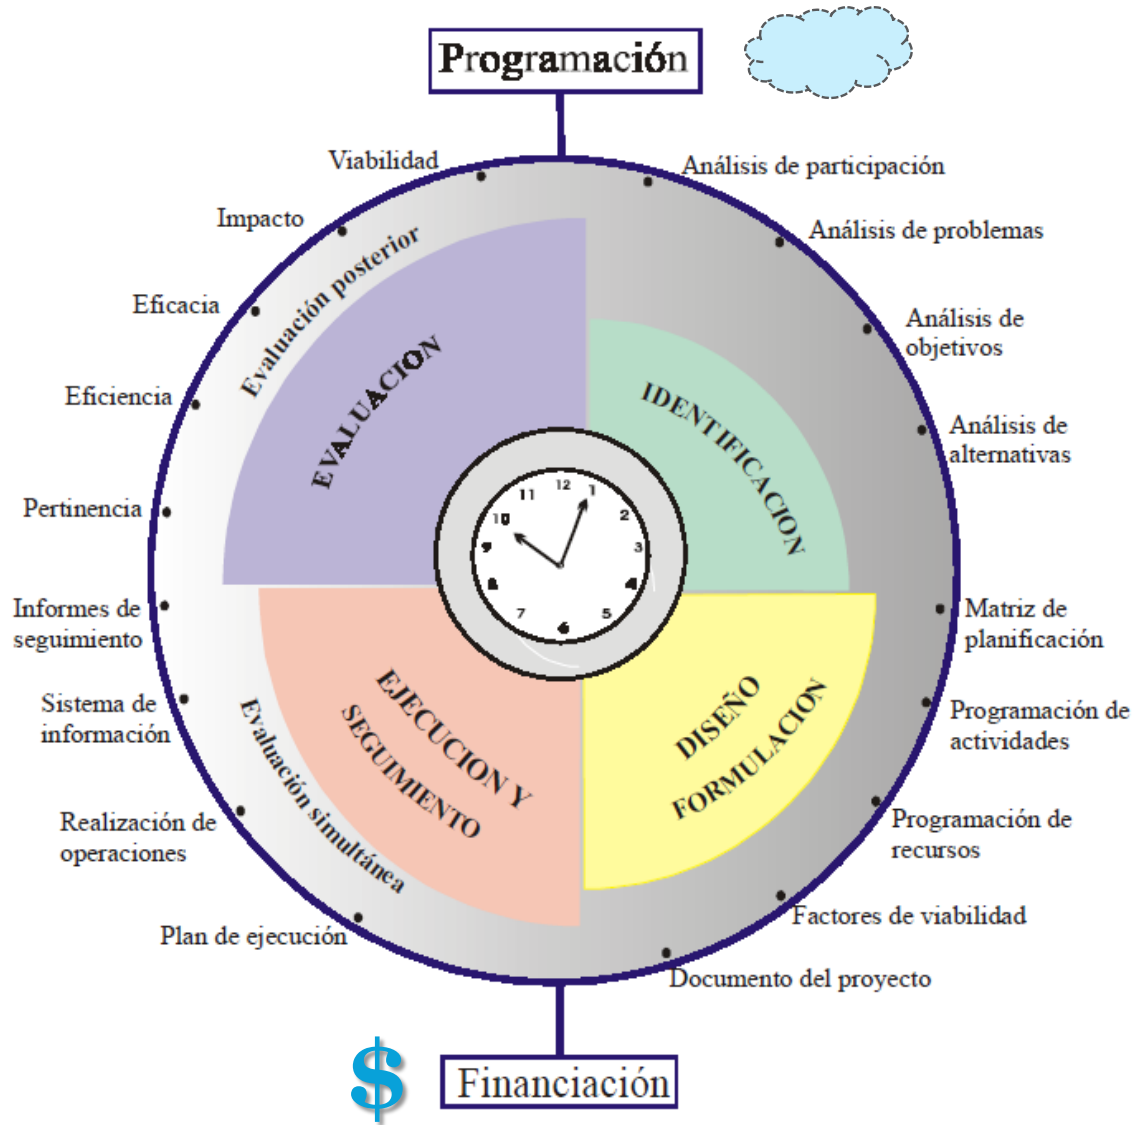 Programación
Viabilidad
Análisis de participación
Impacto
Análisis de problemas
Evaluación posterior
Eficacia
Análisis de
objetivos
EVALUACION
IDENTIFICACION
Eficiencia
Análisis de
alternativas
Pertinencia
12
1
2
3
4
5
6
7
8
9
10
11
Informes de
seguimiento
Matriz de
planificación
Sistema de
información
EJECUCION Y
SEGUIMIENTO
DISEÑO
FORMULACION
Programación de
actividades
Evaluación simultánea
Realización de
operaciones
Programación de
recursos
Plan de ejecución
Factores de viabilidad
Documento del proyecto
$
Financiación